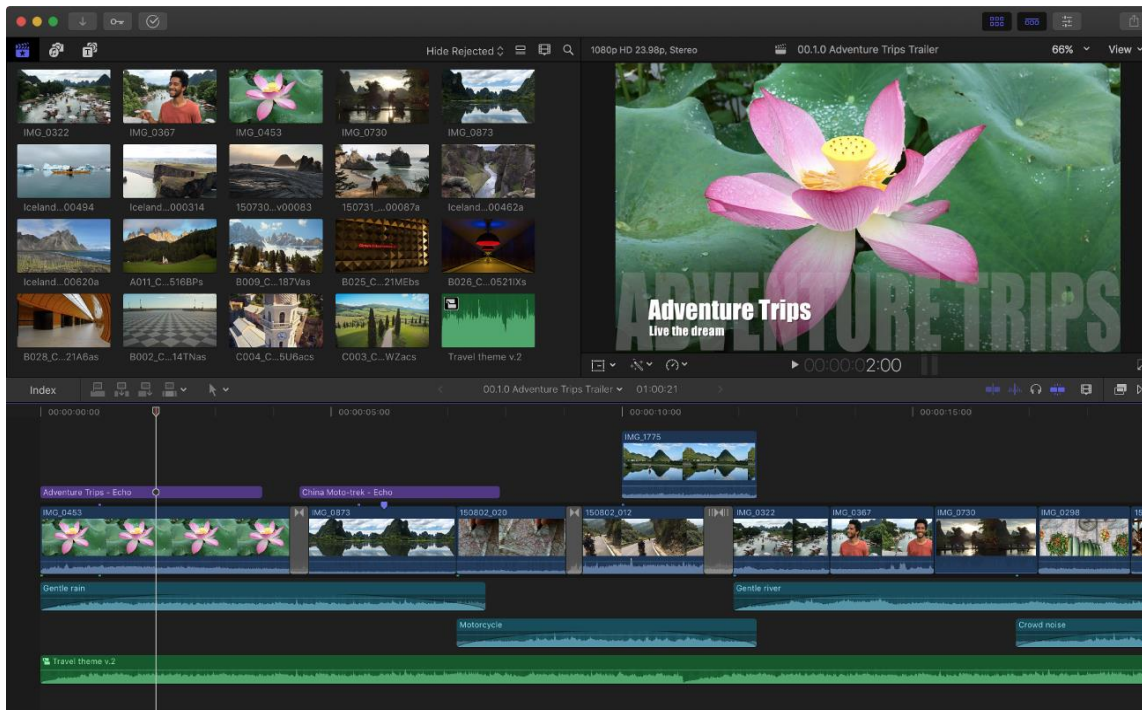 Hide Rejected
1080p HD 23.98p, Stereo
00.1.0 Adventure Trips Trailer
66%
View
IMG_0322
IMG_0367
IMG_0453
IMG_0730
IMG_0873
Iceland...00494
Iceland...000314
150730...v00083
150731_...00087a
Iceland...00462a
Iceland...00620a
A011_C...516BPs
B009_C...187Vas
B025_C...21MEbs
B026_C...0521IXs
B028_C...21A6as
B002_C...14TNas
C004_C...5U6acs
C003_C...WZacs
Travel theme v.2
ADVENTURE TRIPS
Adventure Trips
Live the dream
00:00:02:00
Index
00.1.0 Adventure Trips Trailer
01:00:21
00:00:00:00
00:00:05:00
00:00:10:00
00:00:15:00
IMG_1775
Adventure Trips - Echo
China Moto-trek - Echo
IMG_0453
IMG_0873
150802_020
150802_012
IMG_0322
IMG_0367
IMG_0730
IMG_0298
15
Gentle rain
Gentle river
Motorcycle
Crowd noise
Travel theme v.2